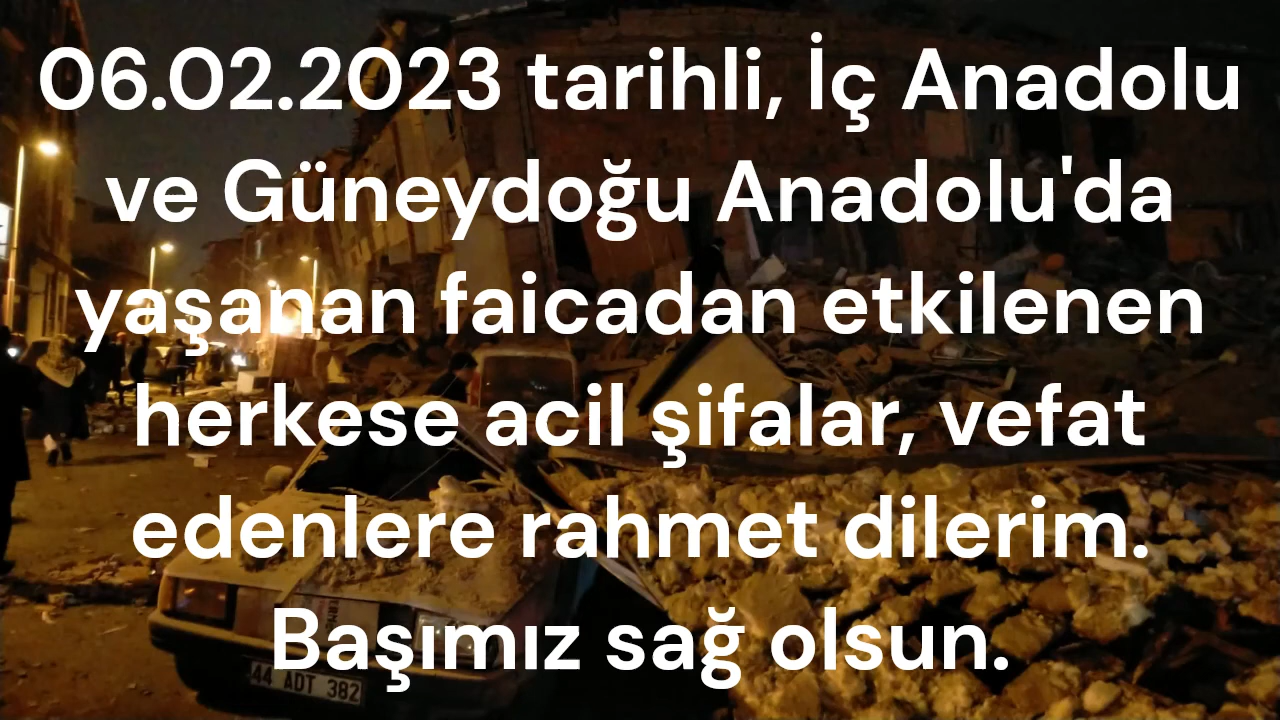 06.02.2023 tarihli, İç Anadolu
ve Güneydoğu Anadolu'da
yaşanan faicadan etkilenen
herkese acil şifalar, vefat
edenlere rahmet dilerim.
Başımız sağ olsun.
44 ADT 382